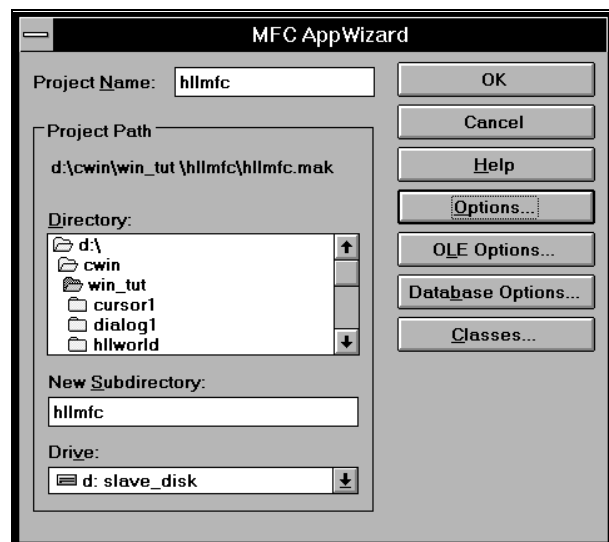 MFC AppWizard
Project Name: hllmfc
OK
Cancel
Help
Options...
OLE Options...
Database Options...
Classes...
Project Path
d:\cwin\win_tut \hllmfc\hllmfc.mak
Directory:
d:\
cwin
win_tut
cursor1
dialog1
hllworld
New Subdirectory:
hllmfc
Drive:
d: slave_disk